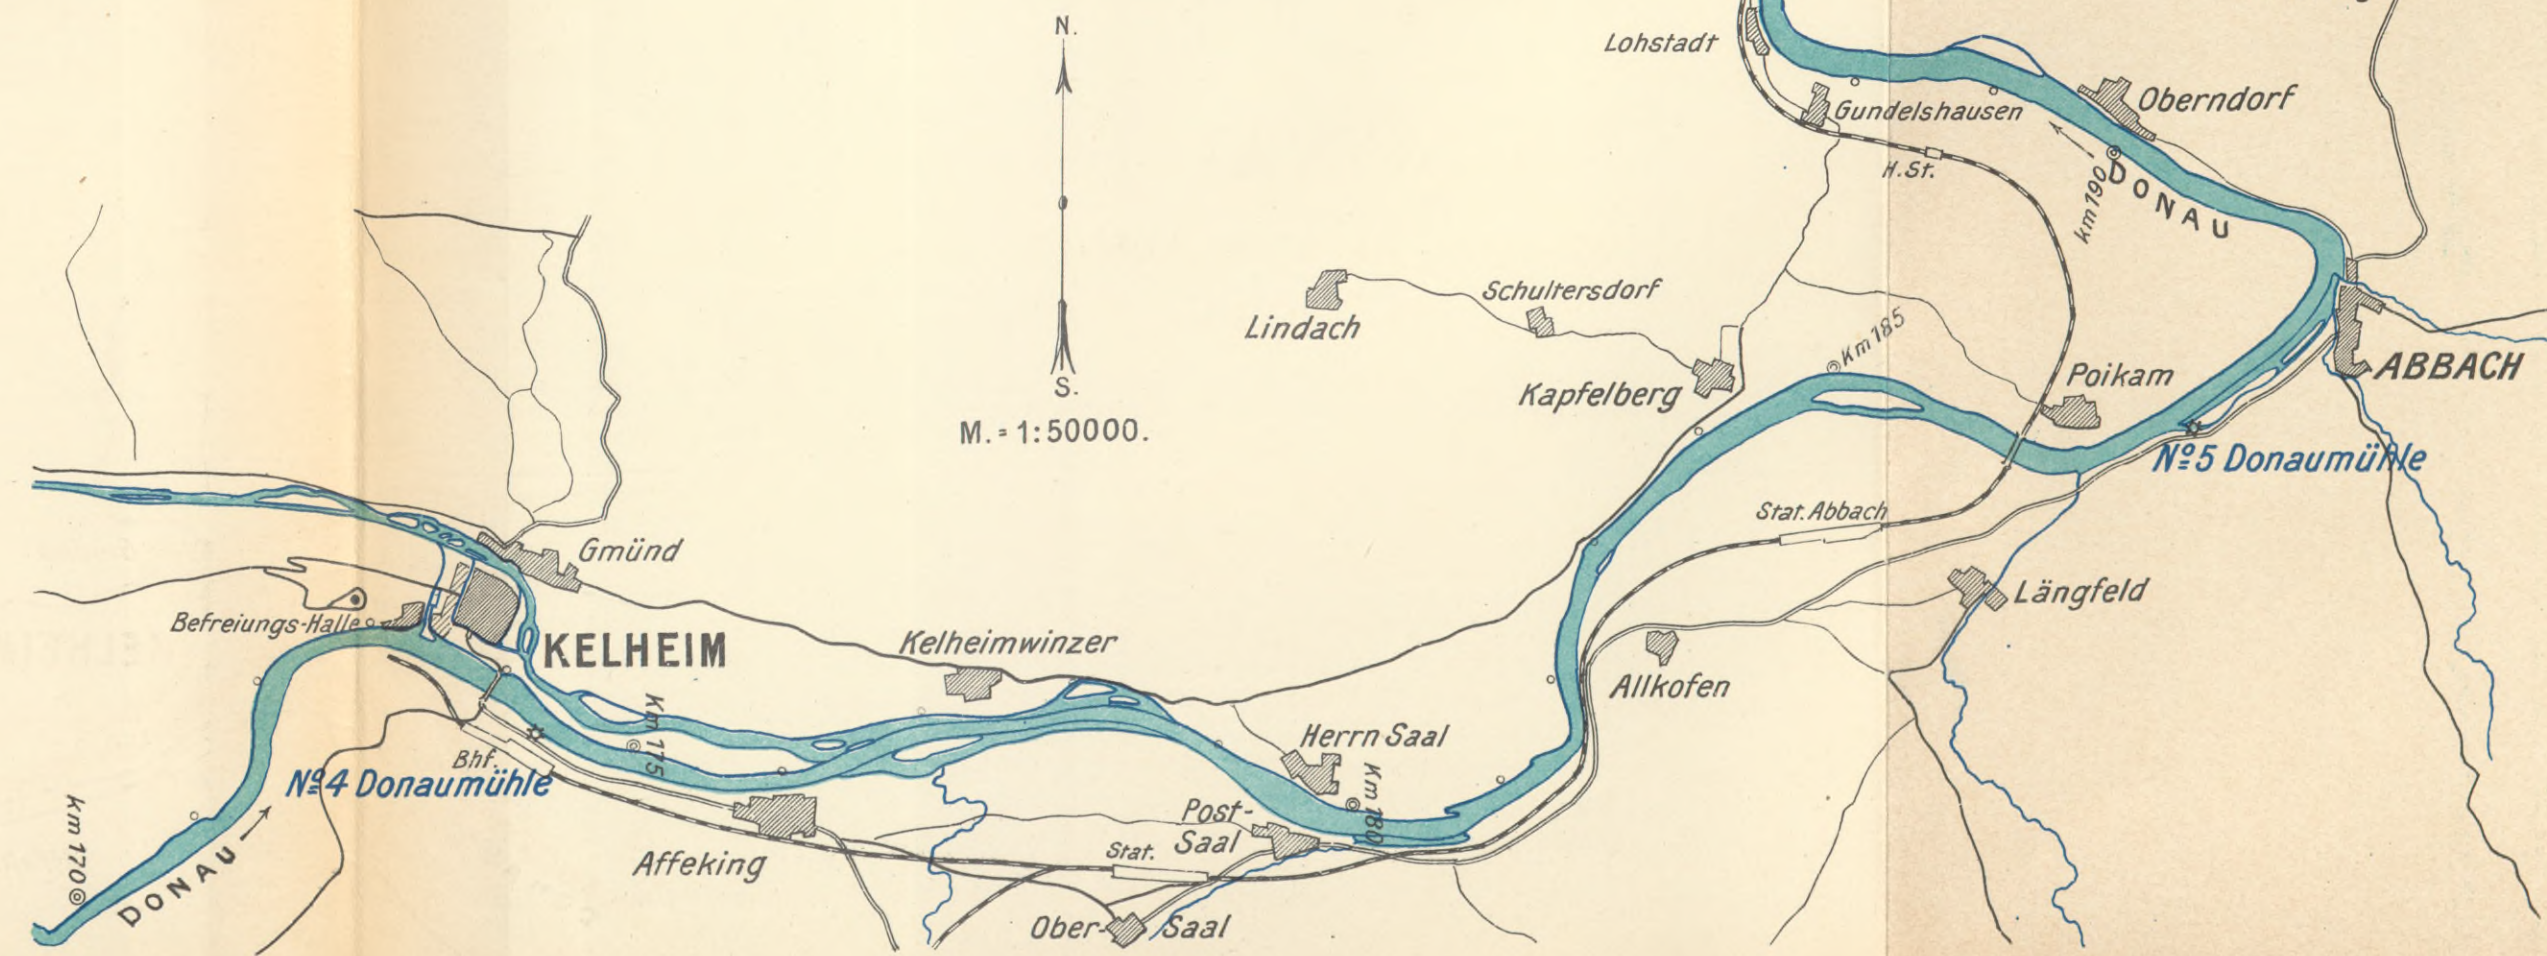 N.
Lohstadt
Gundelshausen
Oberndorf
H.St.
km 190
DONAU
Schultersdorf
Lindach
Km 185
Kapfelberg
Poikam
ABBACH
S.
M. = 1:50000.
Nº5 Donaumühle
Stat. Abbach
Gmünd
Längfeld
Befreiungs-Halle
KELHEIM
Kelheimwinzer
Allkofen
Km 175
Herrn Saal
Bhf.
Nº4 Donaumühle
Km 180
km 170
Post-
Saal
DONAU
Affeking
Stat.
Ober-Saal